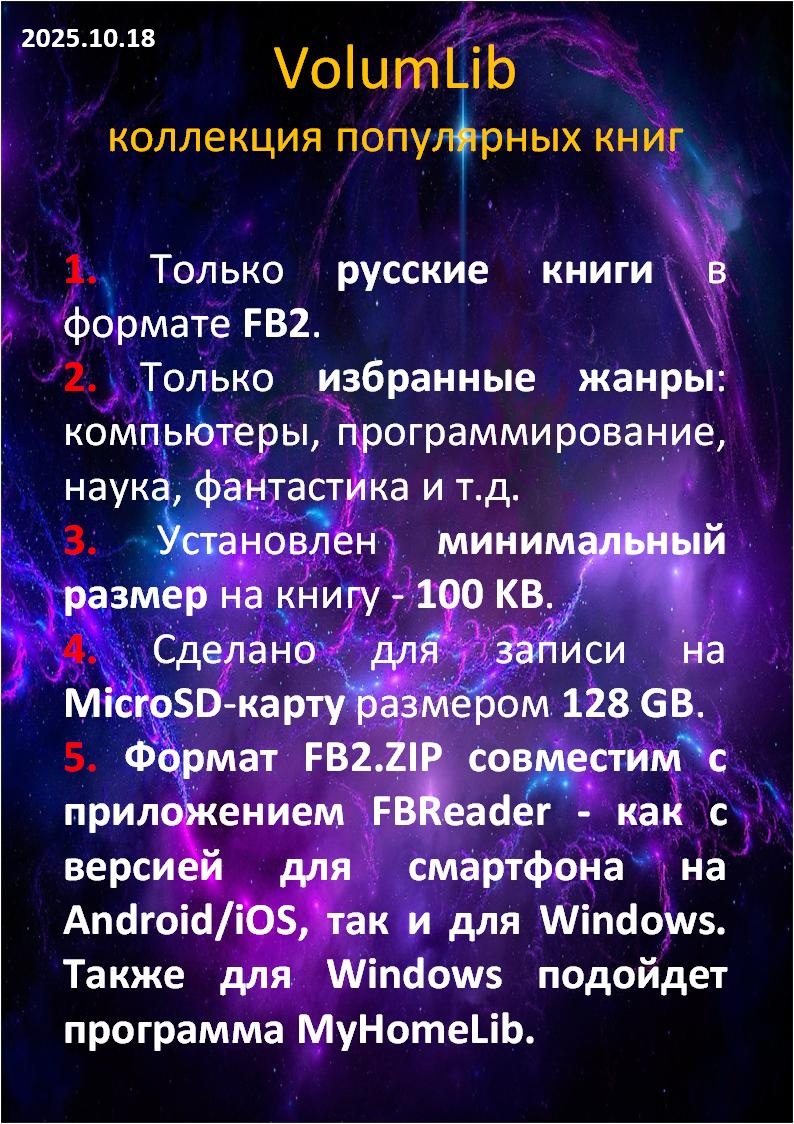 2025.10.18
VolumLib
коллекция популярных книг
1. Только русские книги в
формате FB2.
2. Только избранные жанры:
компьютеры, программирование,
наука, фантастика и т.д.
3. Установлен минимальный
размер на книгу - 100 KB.
4. Сделано для записи на
MicroSD-карту размером 128 GB.
5. Формат FB2.ZIP совместим с
приложением FBReader - как с
версией для смартфона на
Android/iOS, так и для Windows.
Также для Windows подойдет
программа MyHomeLib.